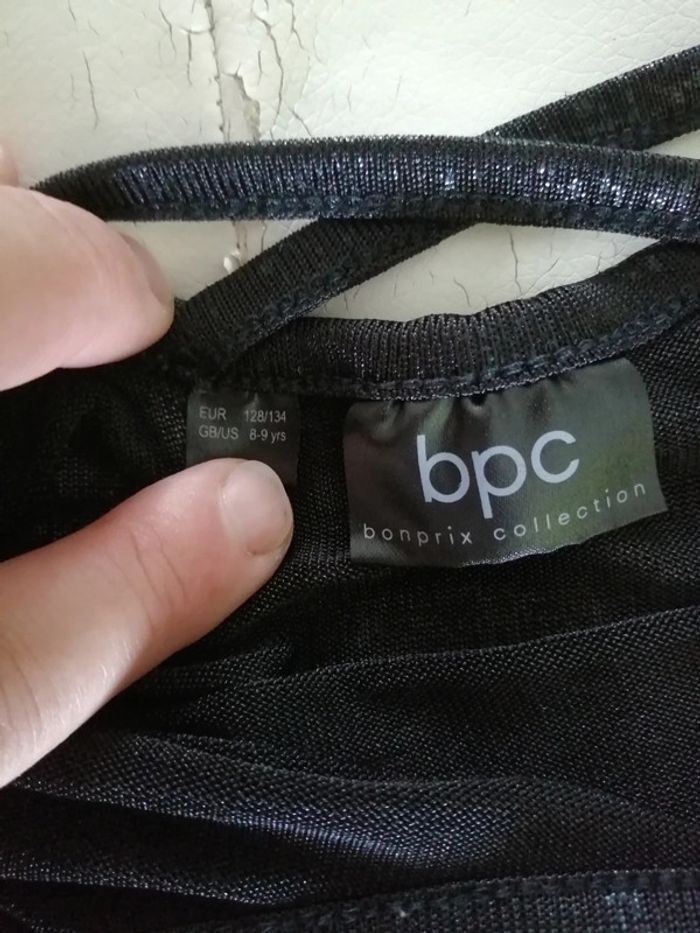 EUR 128/134
GB/US 8-9 yrs
bpc
bonprix collection